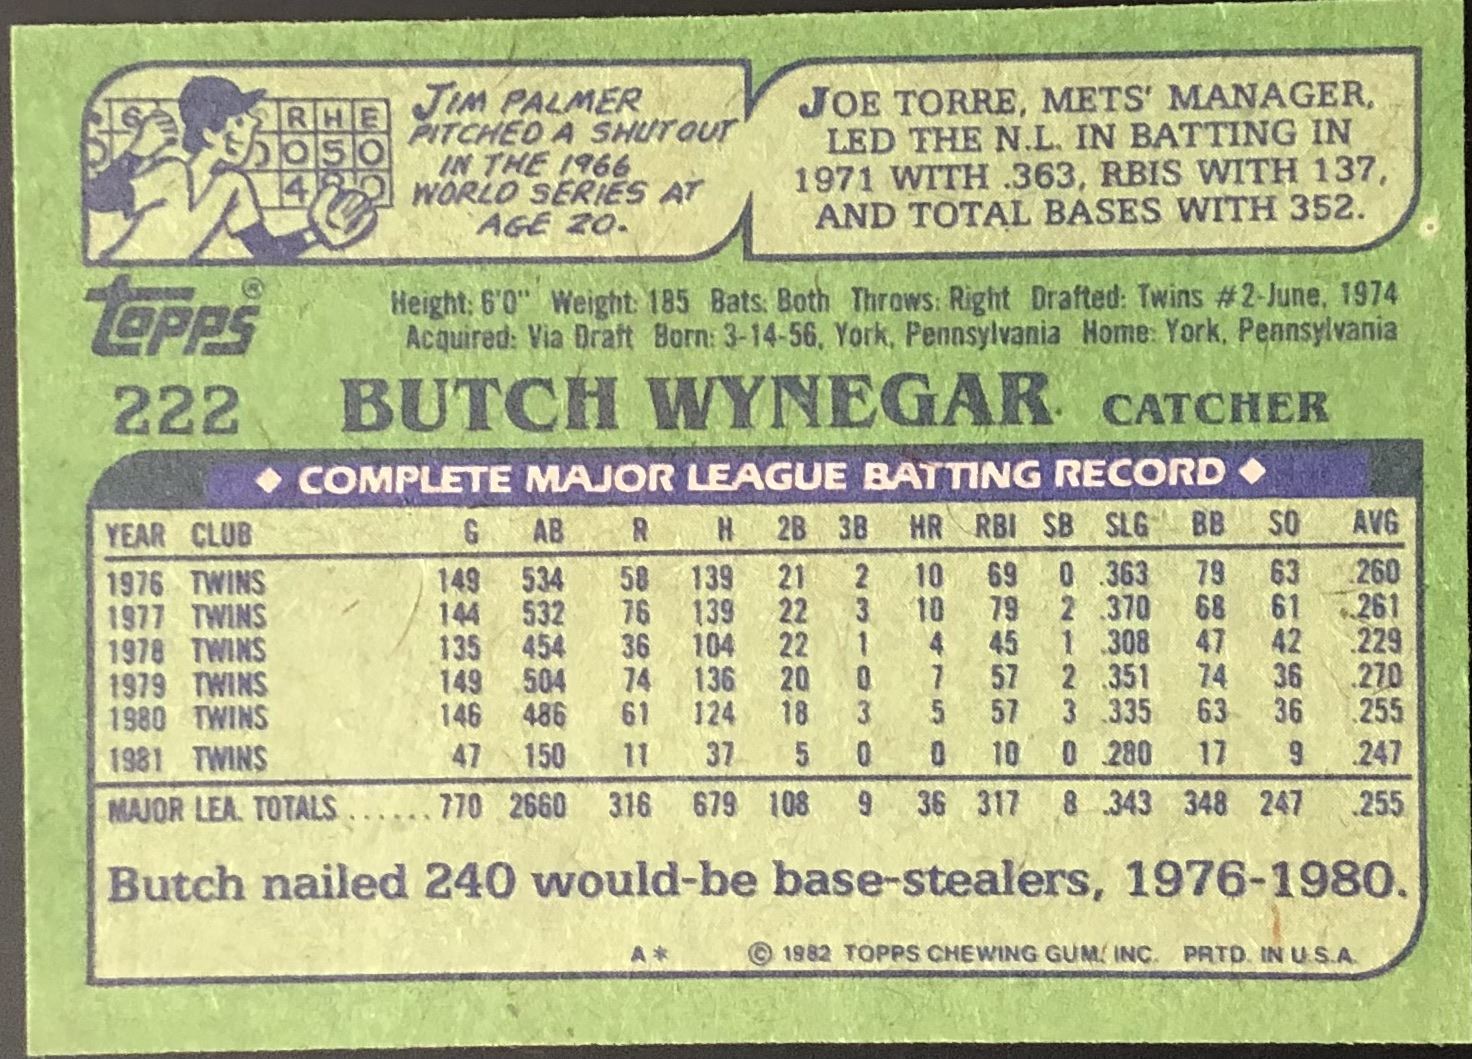 6 R H E
0 0 5 0
4 8 0
JIM PALMER
PITCHED A SHUTOUT
IN THE 1966
WORLD SERIES AT
AGE 20.
JOE TORRE, METS' MANAGER,
LED THE N.L. IN BATTING IN
1971 WITH .363, RBIS WITH 137,
AND TOTAL BASES WITH 352.
topps®
Height: 6'0" Weight: 185 Bats: Both Throws: Right Drafted: Twins #2-June, 1974
Acquired: Via Draft Born: 3-14-56, York, Pennsylvania Home: York, Pennsylvania
222 BUTCH WYNEGAR CATCHER
◆ COMPLETE MAJOR LEAGUE BATTING RECORD ◆
YEAR CLUB G AB R H 2B 3B HR RBI SB SLG BB SO AVG
1976 TWINS 149 534 58 139 21 2 10 69 0 .363 79 63 .260
1977 TWINS 144 532 76 139 22 3 10 79 2 .370 68 61 .261
1978 TWINS 135 454 36 104 22 1 4 45 1 .308 47 42 .229
1979 TWINS 149 504 74 136 20 0 7 57 2 .351 74 36 .270
1980 TWINS 146 486 61 124 18 3 5 57 3 .335 63 36 .255
1981 TWINS 47 150 11 37 5 0 0 10 0 .280 17 9 .247
MAJOR LEA. TOTALS ...... 770 2660 316 679 108 9 36 317 8 .343 348 247 .255
Butch nailed 240 would-be base-stealers, 1976-1980.
A* © 1982 TOPPS CHEWING GUM, INC. PRTD. IN U.S.A.